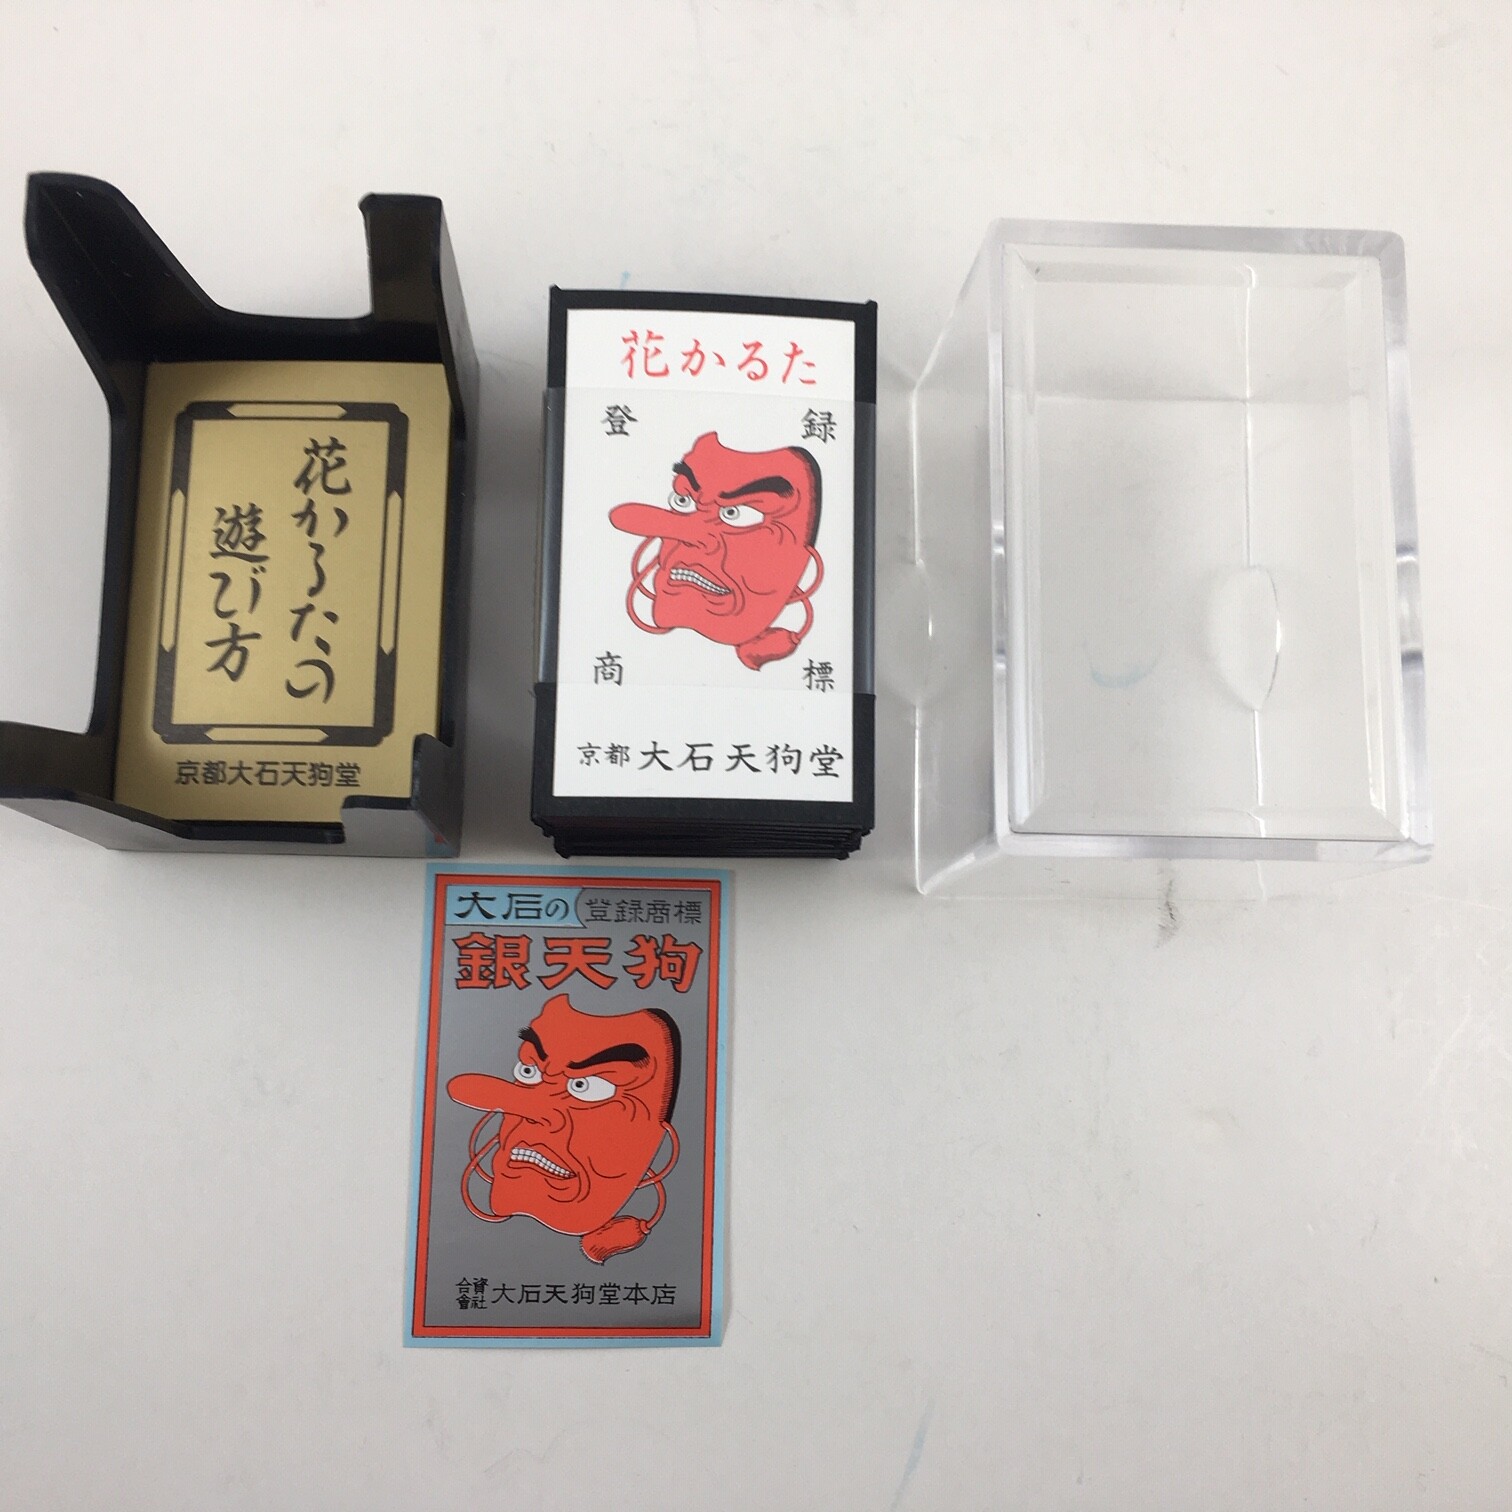 花かるたの
遊び方
京都大石天狗堂
花かるた
登録
商標
京都 大石天狗堂
大石の 登録商標
銀天狗
合資會社 大石天狗堂本店